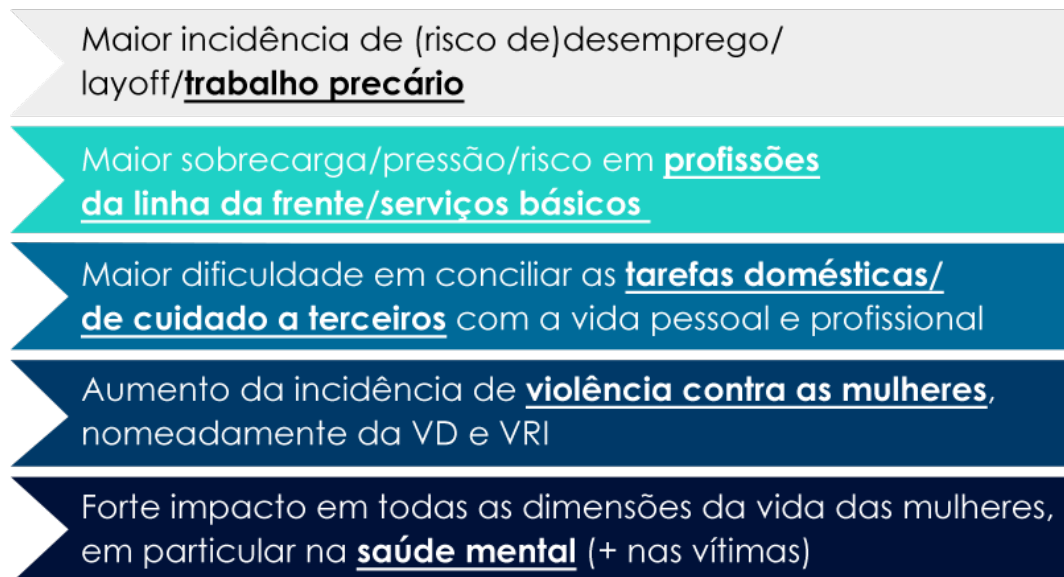 Maior incidência de (risco de)desemprego/
layoff/trabalho precário
Maior sobrecarga/pressão/risco em profissões
da linha da frente/serviços básicos
Maior dificuldade em conciliar as tarefas domésticas/
de cuidado a terceiros com a vida pessoal e profissional
Aumento da incidência de violência contra as mulheres,
nomeadamente da VD e VRI
Forte impacto em todas as dimensões da vida das mulheres,
em particular na saúde mental (+ nas vítimas)